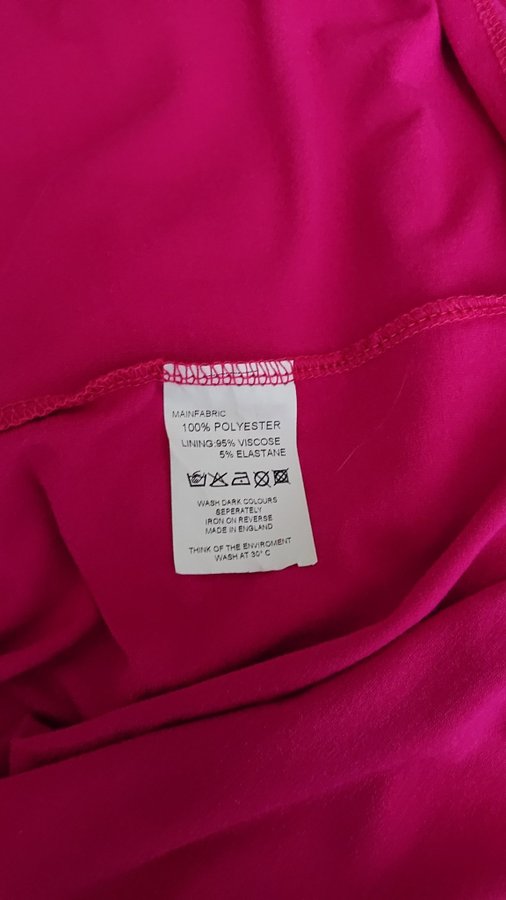 MAINFABRIC
100% POLYESTER
LINING:95% VISCOSE
5% ELASTANE
WASH DARK COLOURS
SEPERATELY
IRON ON REVERSE
MADE IN ENGLAND
THINK OF THE ENVIROMENT
WASH AT 30° C